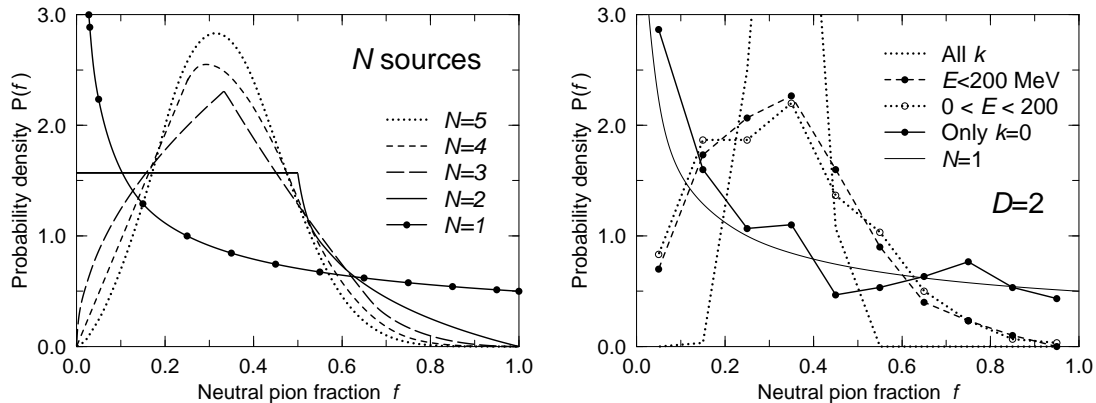 3.0
2.0
1.0
0.0
Probability density P(f)
N sources
N=5
N=4
N=3
N=2
N=1
0.0 0.2 0.4 0.6 0.8 1.0
Neutral pion fraction f
3.0
2.0
1.0
0.0
Probability density P(f)
All k
E<200 MeV
0 < E < 200
Only k=0
N=1
D=2
0.0 0.2 0.4 0.6 0.8 1.0
Neutral pion fraction f